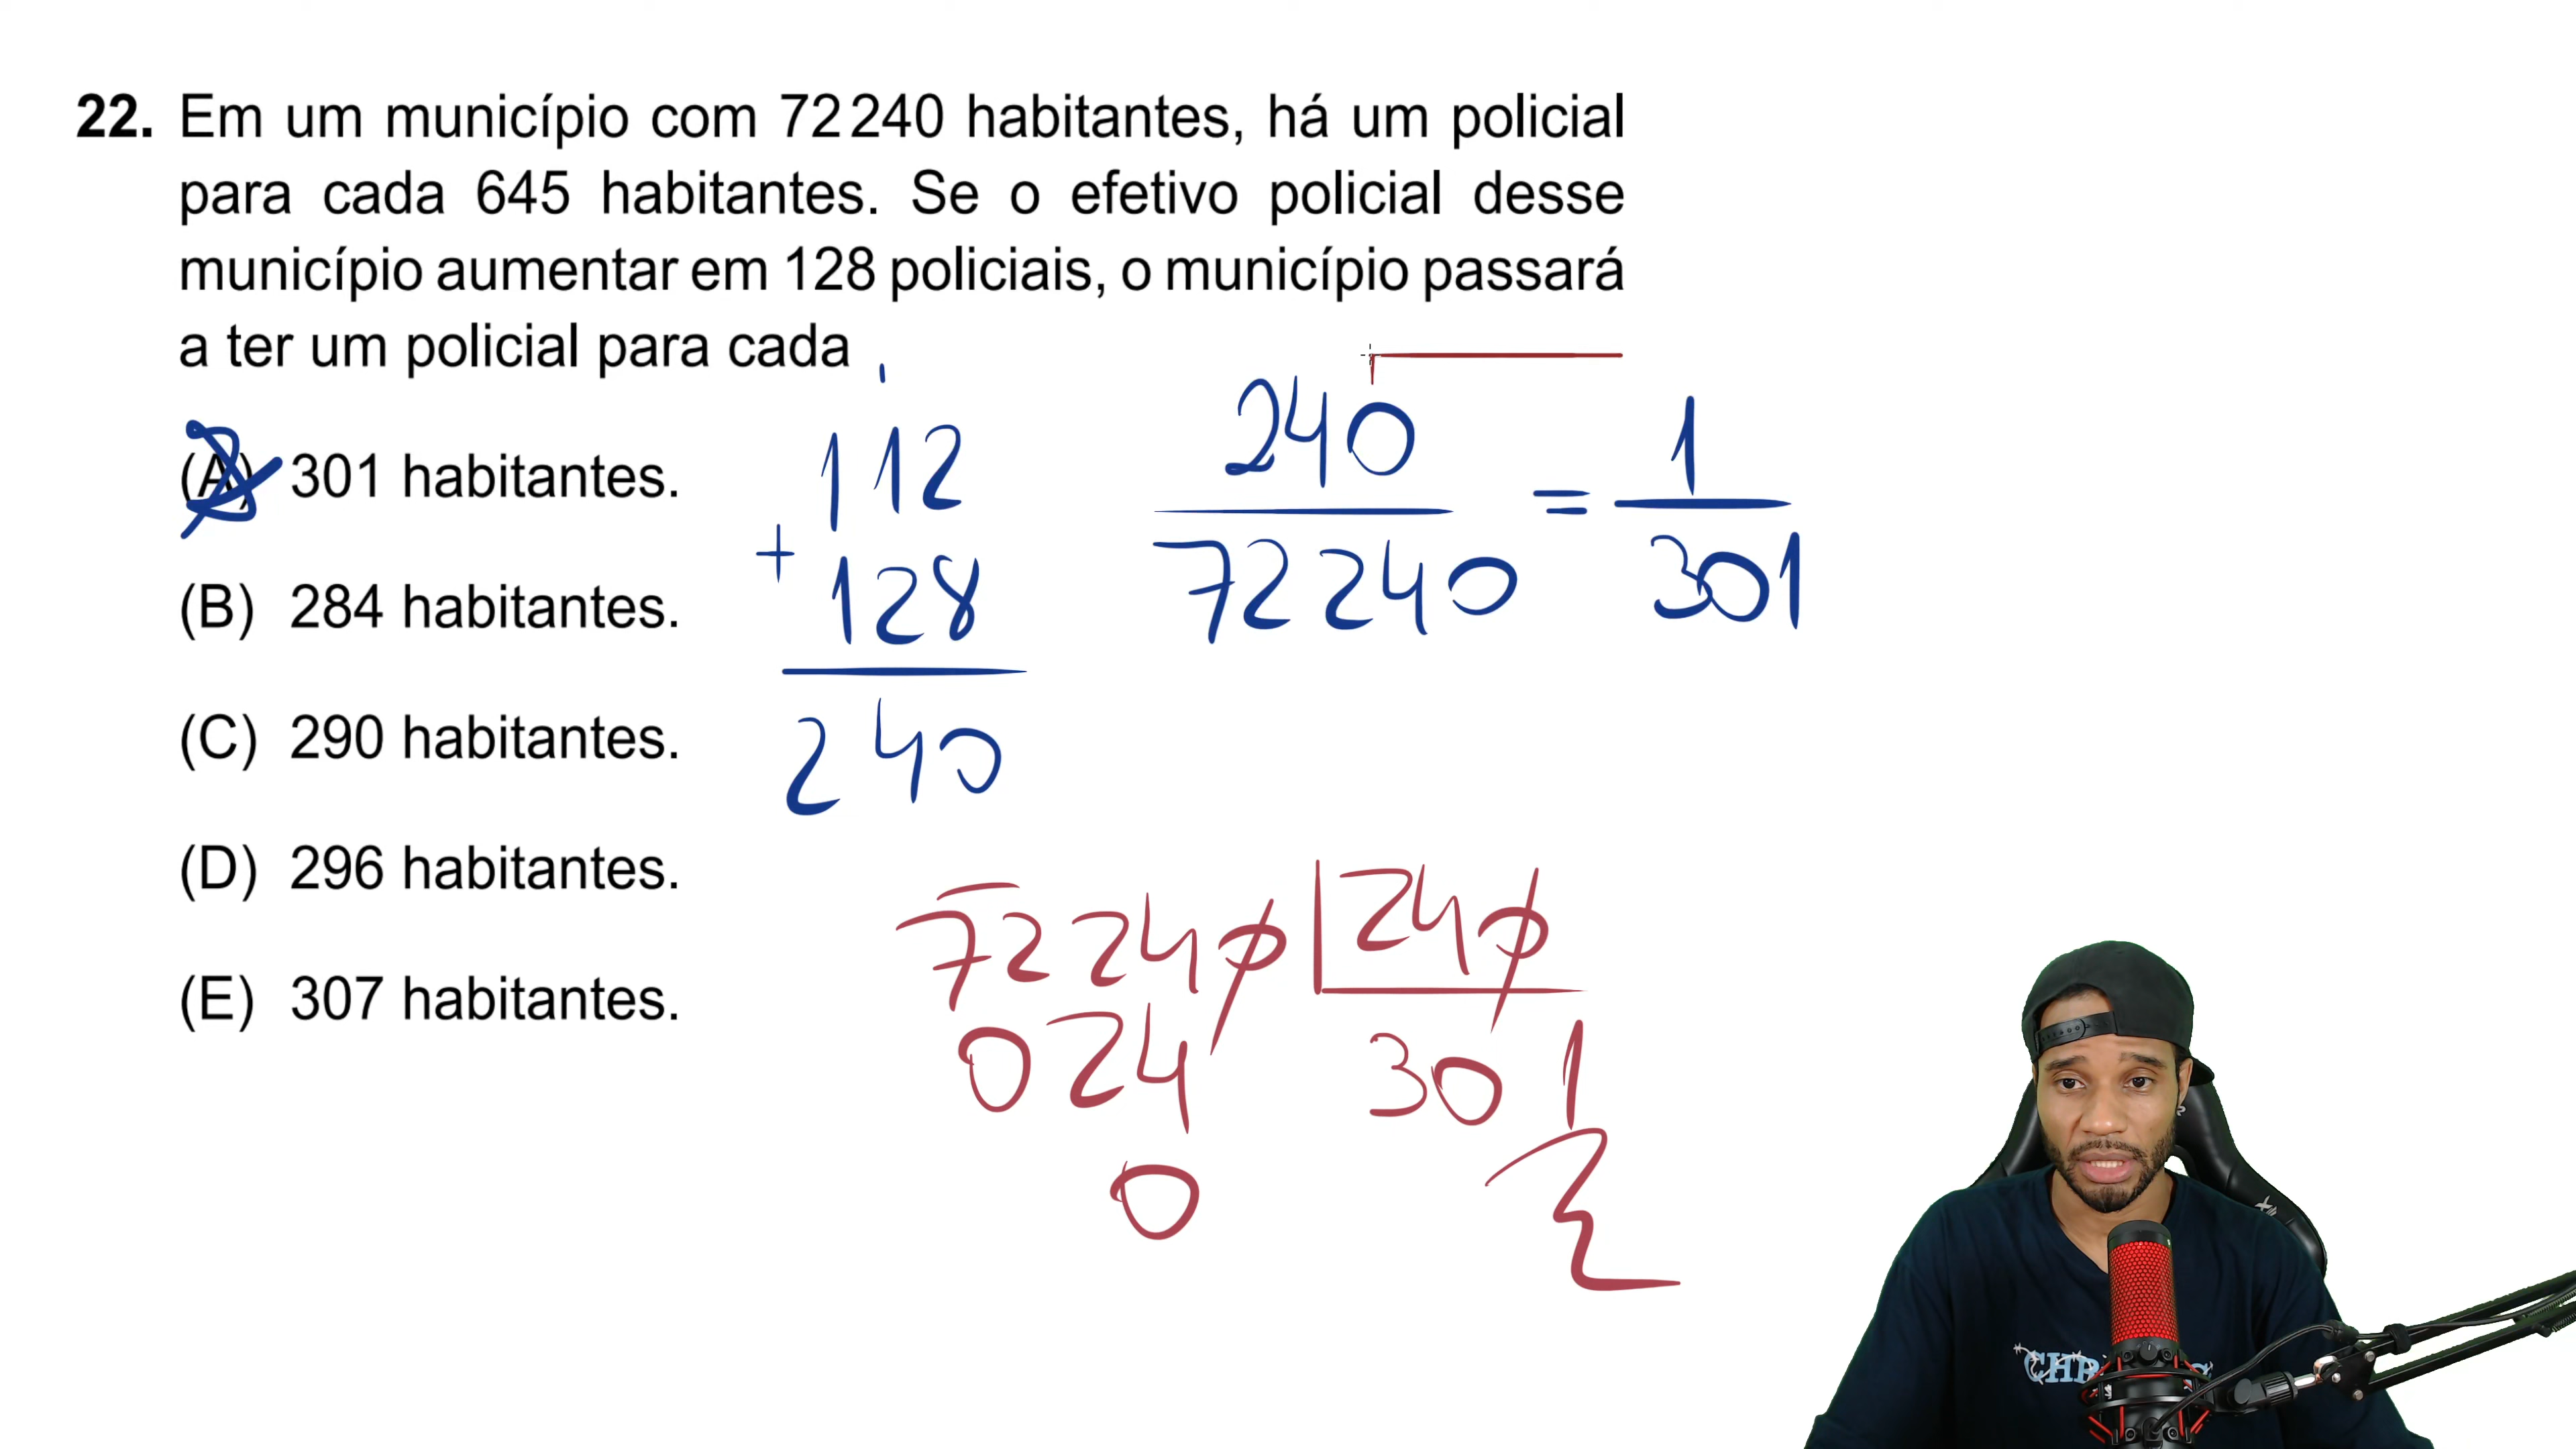 22. Em um município com 72 240 habitantes, há um policial
para cada 645 habitantes. Se o efetivo policial desse
município aumentar em 128 policiais, o município passará
a ter um policial para cada
(A) 301 habitantes.
(B) 284 habitantes.
(C) 290 habitantes.
(D) 296 habitantes.
(E) 307 habitantes.
1
112
+ 128
240
240
72240
= 1
301
72240 240
024 301
0